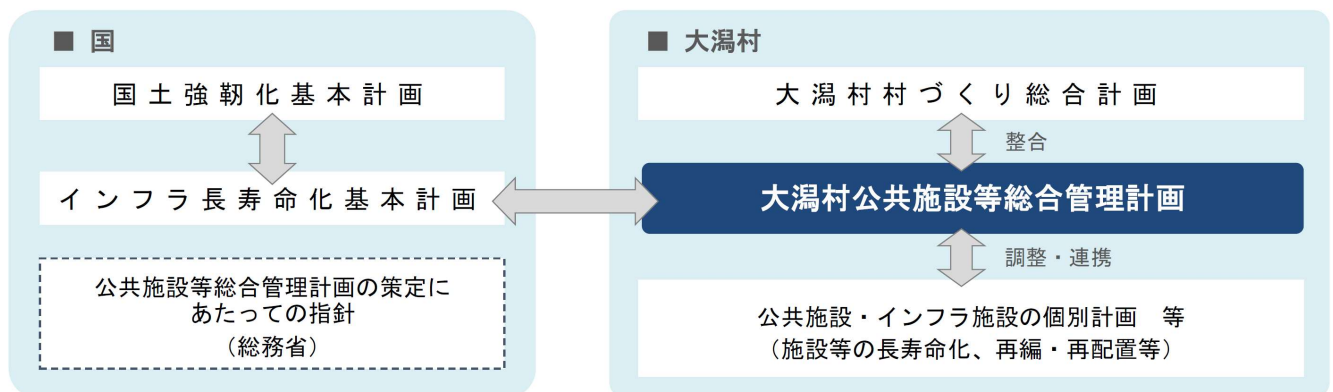 ■ 国
国土強靭化基本計画
インフラ長寿命化基本計画
公共施設等総合管理計画の策定に
あたっての指針
（総務省）
■ 大潟村
大潟村村づくり総合計画
整合
大潟村公共施設等総合管理計画
調整・連携
公共施設・インフラ施設の個別計画　等
（施設等の長寿命化、再編・再配置等）